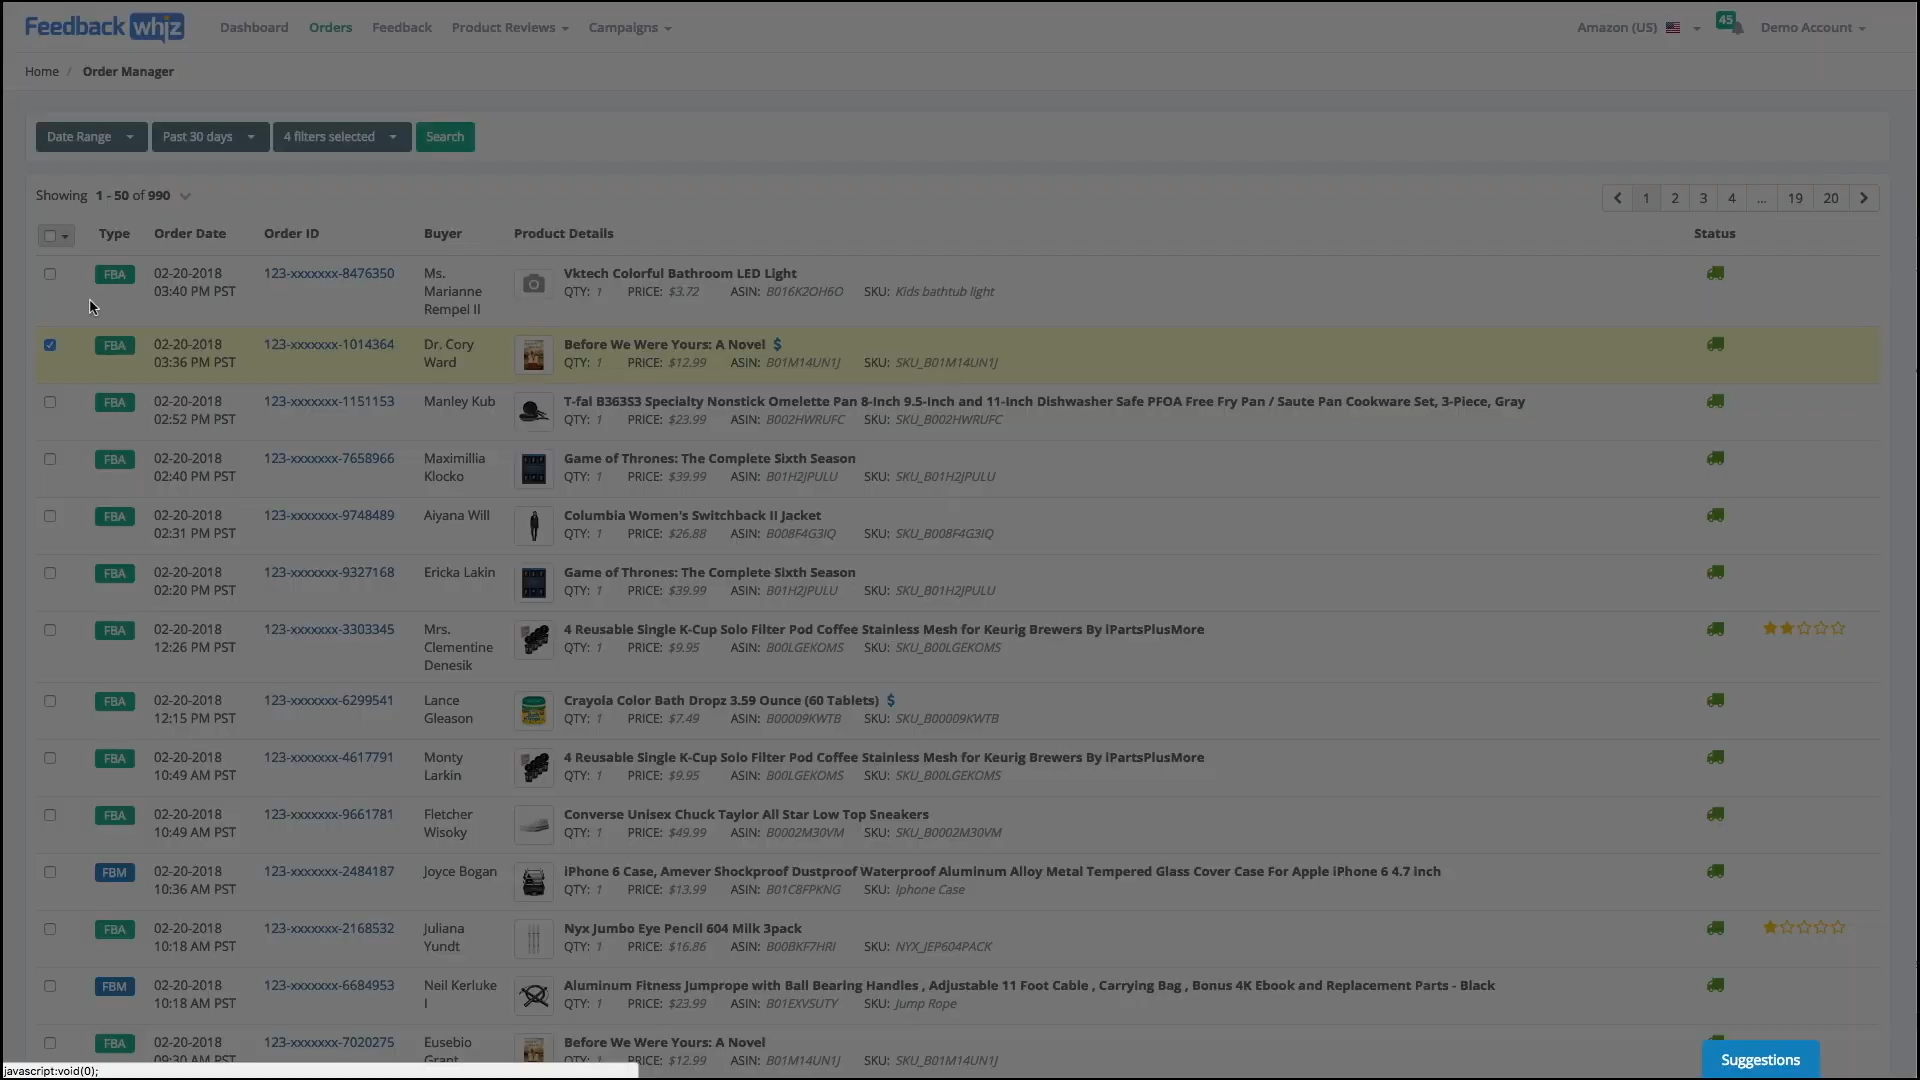 Feedback whiz Dashboard Orders Feedback Product Reviews Campaigns Amazon (US) 45 Demo Account
Home / Order Manager
Date Range Past 30 days 4 filters selected Search
Showing 1 - 50 of 990 1 2 3 4 ... 19 20
Type Order Date Order ID Buyer Product Details Status
FBA 02-20-2018 123-xxxxxxx-8476350 Ms. Vktech Colorful Bathroom LED Light
03:40 PM PST Marianne QTY: 1 PRICE: $3.72 ASIN: B016K2OH6O SKU: Kids bathtub light
Rempel II
FBA 02-20-2018 123-xxxxxxx-1014364 Dr. Cory Before We Were Yours: A Novel $
03:36 PM PST Ward QTY: 1 PRICE: $12.99 ASIN: B01M14UN1J SKU: SKU_B01M14UN1J
FBA 02-20-2018 123-xxxxxxx-1151153 Manley Kub T-fal B363S3 Specialty Nonstick Omelette Pan 8-Inch 9.5-Inch and 11-Inch Dishwasher Safe PFOA Free Fry Pan / Saute Pan Cookware Set, 3-Piece, Gray
02:52 PM PST QTY: 1 PRICE: $23.99 ASIN: B002HWRUFC SKU: SKU_B002HWRUFC
FBA 02-20-2018 123-xxxxxxx-7658966 Maximillia Game of Thrones: The Complete Sixth Season
02:40 PM PST Klocko QTY: 1 PRICE: $39.99 ASIN: B01H2JPULU SKU: SKU_B01H2JPULU
FBA 02-20-2018 123-xxxxxxx-9748489 Aiyana Will Columbia Women's Switchback II Jacket
02:31 PM PST QTY: 1 PRICE: $26.88 ASIN: B008F4G3IQ SKU: SKU_B008F4G3IQ
FBA 02-20-2018 123-xxxxxxx-9327168 Ericka Lakin Game of Thrones: The Complete Sixth Season
02:20 PM PST QTY: 1 PRICE: $39.99 ASIN: B01H2JPULU SKU: SKU_B01H2JPULU
FBA 02-20-2018 123-xxxxxxx-3303345 Mrs. 4 Reusable Single K-Cup Solo Filter Pod Coffee Stainless Mesh for Keurig Brewers By iPartsPlusMore
12:26 PM PST Clementine QTY: 1 PRICE: $9.95 ASIN: B00LGEKOMS SKU: SKU_B00LGEKOMS
Denesik
FBA 02-20-2018 123-xxxxxxx-6299541 Lance Crayola Color Bath Dropz 3.59 Ounce (60 Tablets) $
12:15 PM PST Gleason QTY: 1 PRICE: $7.49 ASIN: B00009KWTB SKU: SKU_B00009KWTB
FBA 02-20-2018 123-xxxxxxx-4617791 Monty 4 Reusable Single K-Cup Solo Filter Pod Coffee Stainless Mesh for Keurig Brewers By iPartsPlusMore
10:49 AM PST Larkin QTY: 1 PRICE: $9.95 ASIN: B00LGEKOMS SKU: SKU_B00LGEKOMS
FBA 02-20-2018 123-xxxxxxx-9661781 Fletcher Converse Unisex Chuck Taylor All Star Low Top Sneakers
10:49 AM PST Wisoky QTY: 1 PRICE: $49.99 ASIN: B0002M30VM SKU: SKU_B0002M30VM
FBM 02-20-2018 123-xxxxxxx-2484187 Joyce Bogan iPhone 6 Case, Amever Shockproof Dustproof Waterproof Aluminum Alloy Metal Tempered Glass Cover Case For Apple iPhone 6 4.7 Inch
10:36 AM PST QTY: 1 PRICE: $13.99 ASIN: B01C8FPKNG SKU: Iphone Case
FBA 02-20-2018 123-xxxxxxx-2168532 Juliana Nyx Jumbo Eye Pencil 604 Milk 3pack
10:18 AM PST Yundt QTY: 1 PRICE: $16.86 ASIN: B00BKF7HRI SKU: NYX_JEP604PACK
FBM 02-20-2018 123-xxxxxxx-6684953 Neil Kerluke Aluminum Fitness Jumprope with Ball Bearing Handles , Adjustable 11 Foot Cable , Carrying Bag , Bonus 4K Ebook and Replacement Parts - Black
10:18 AM PST I QTY: 1 PRICE: $23.99 ASIN: B01EXVSUTY SKU: Jump Rope
FBA 02-20-2018 123-xxxxxxx-7020275 Eusebio Before We Were Yours: A Novel
09:30 AM PST Grant QTY: 1 PRICE: $12.99 ASIN: B01M14UN1J SKU: SKU_B01M14UN1J
Suggestions
javascript:void(0);